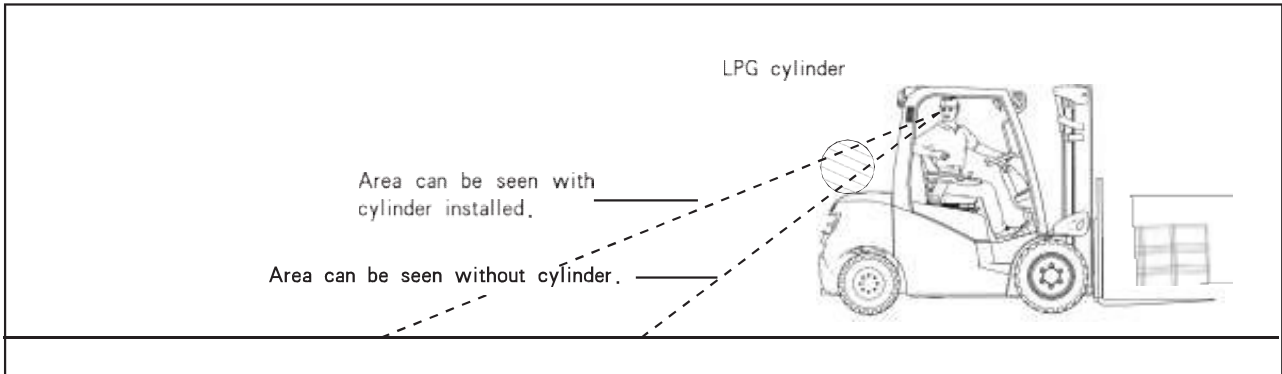 LPG cylinder
Area can be seen with
cylinder installed.
Area can be seen without cylinder.